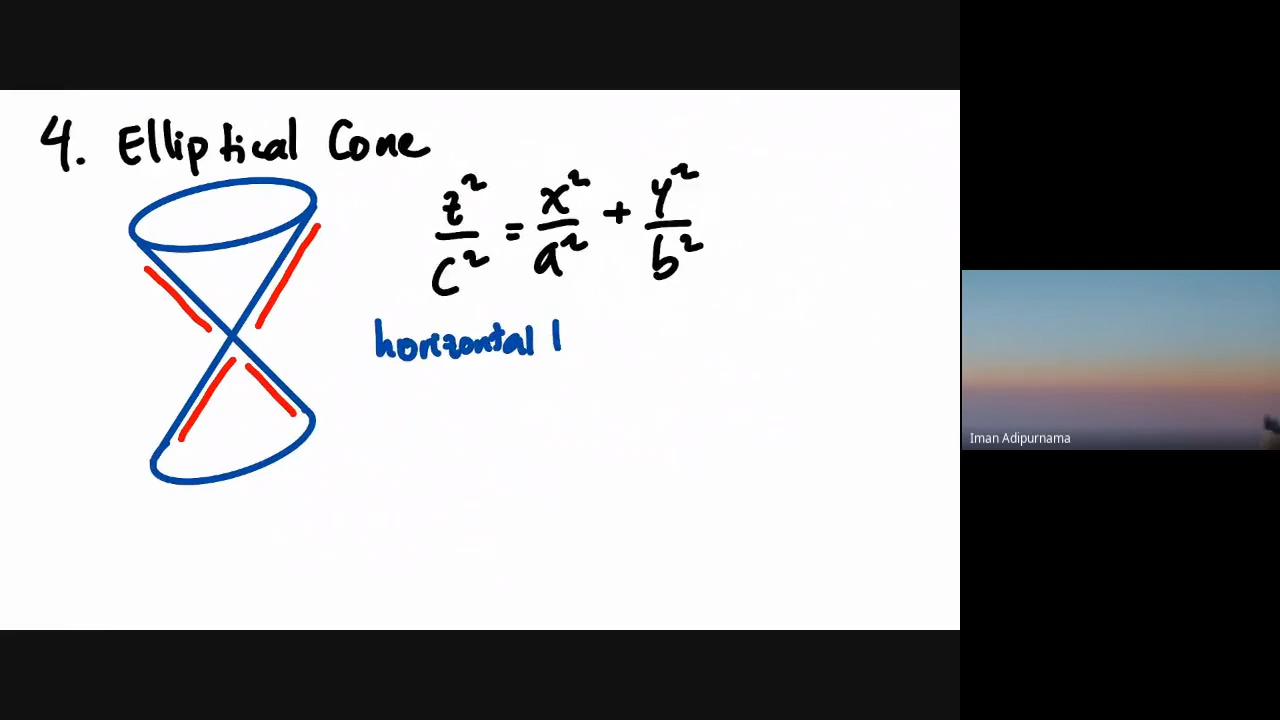 4. Elliptical Cone
z²/c² = x²/a² + y²/b²
horizontal
Iman Adipurnama